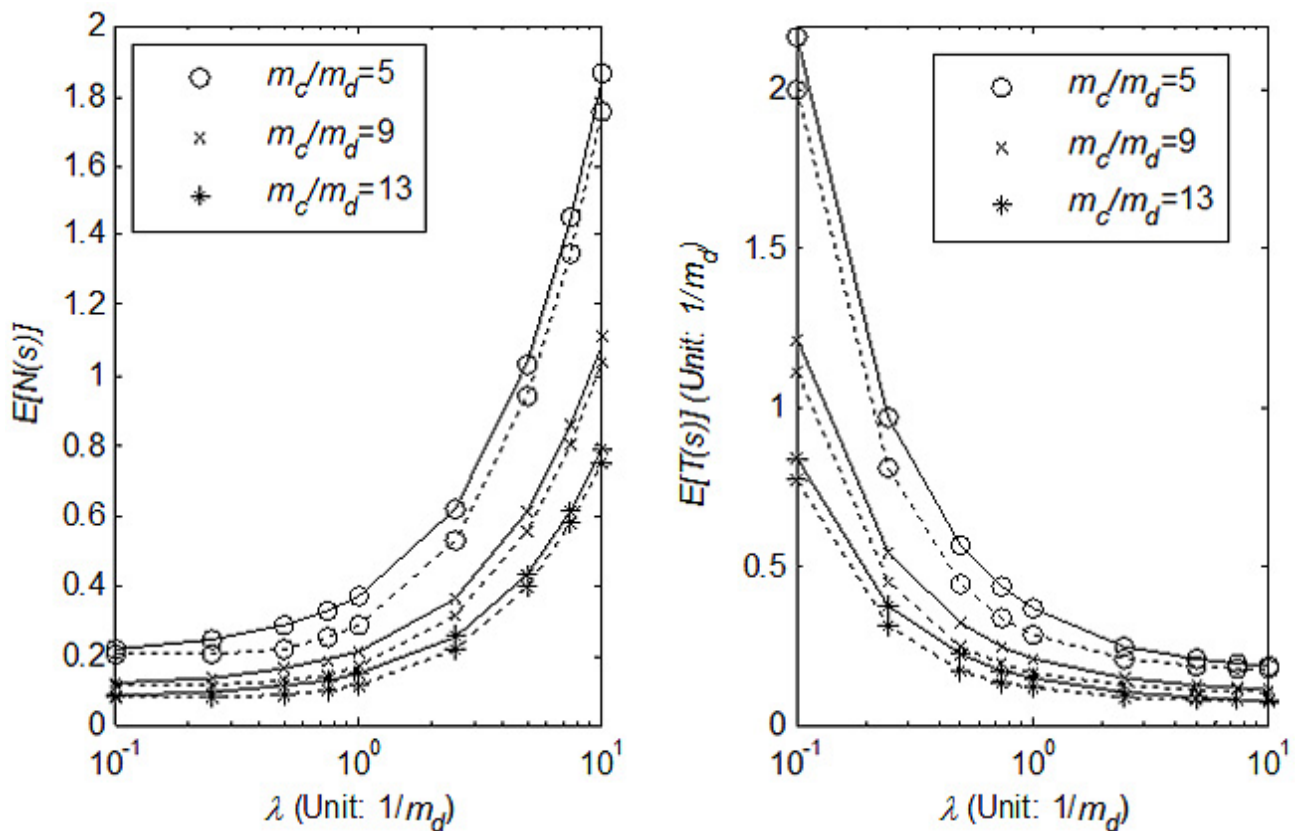 2
1.8
1.6
1.4
1.2
1
0.8
0.6
0.4
0.2
0
E[N(s)]
m_c/m_d=5
m_c/m_d=9
m_c/m_d=13
10^-1
10^0
10^1
λ (Unit: 1/m_d)
2
1.5
1
0.5
0
E[T(s)] (Unit: 1/m_d)
m_c/m_d=5
m_c/m_d=9
m_c/m_d=13
10^-1
10^0
10^1
λ (Unit: 1/m_d)